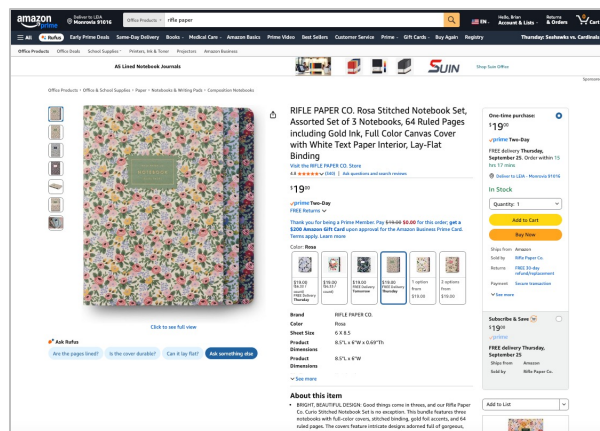 amazon
prime
Deliver to LEIA
Monrovia 91016
Office Products
rifle paper
EN
Hello, Brian
Account & Lists
Returns
& Orders
Cart
All
Rufus
Early Prime Deals
Same-Day Delivery
Books
Medical Care
Amazon Basics
Prime Video
Best Sellers
Customer Service
Prime
Gift Cards
Buy Again
Registry
Thursday: Seahawks vs. Cardinals
Office Products
Office Deals
School Supplies
Printers, Ink & Toner
Projectors
Amazon Business
A5 Lined Notebook Journals
SUIN
Shop Suin Office
Sponsored
Office Products › Office & School Supplies › Paper › Notebooks & Writing Pads › Composition Notebooks
NOTEBOOK
Click to see full view
Ask Rufus
Are the pages lined?
Is the cover durable?
Can it lay flat?
Ask something else
RIFLE PAPER CO. Rosa Stitched Notebook Set,
Assorted Set of 3 Notebooks, 64 Ruled Pages
including Gold Ink, Full Color Canvas Cover
with White Text Paper Interior, Lay-Flat
Binding
Visit the RIFLE PAPER CO. Store
4.8 (340) | Ask questions and search reviews
$19.00
prime Two-Day
FREE Returns
Thank you for being a Prime Member. Pay $19.00 $0.00 for this order; get a
$200 Amazon Gift Card upon approval for the Amazon Business Prime Card.
Terms apply. Learn more
Color: Rosa
$19.00
FREE Delivery
Thursday
$19.00
$19.00
FREE Delivery
Tomorrow
$19.00
FREE Delivery
Thursday
1 option
from
$19.00
2 options
from
$19.00
Brand RIFLE PAPER CO.
Color Rosa
Sheet Size 6 X 8.5
Product
Dimensions
8.5"L x 6"W x 0.69"Th
Product
Dimensions
8.5"L x 6"W
See more
About this item
• BRIGHT, BEAUTIFUL DESIGN: Good things come in threes, and our Rifle
Paper Co. Curio Stitched Notebook Set is no exception. This bundle features three
notebooks with full-color covers, stitched binding, gold foil accents, and 64
ruled pages. The covers feature intricate designs adorned full of gorgeous,
One-time purchase:
$19.00
prime Two-Day
FREE delivery Thursday,
September 25. Order within 15
hrs 17 mins
Deliver to LEIA - Monrovia 91016
In Stock
Quantity: 1
Add to Cart
Buy Now
Ships from Amazon
Sold by Rifle Paper Co.
Returns FREE 30-day
refund/replacement
Payment Secure transaction
See more
Subscribe & Save
$19.00
prime
FREE delivery Thursday,
September 25
Ships from Amazon
Sold by Rifle Paper Co.
Add to List